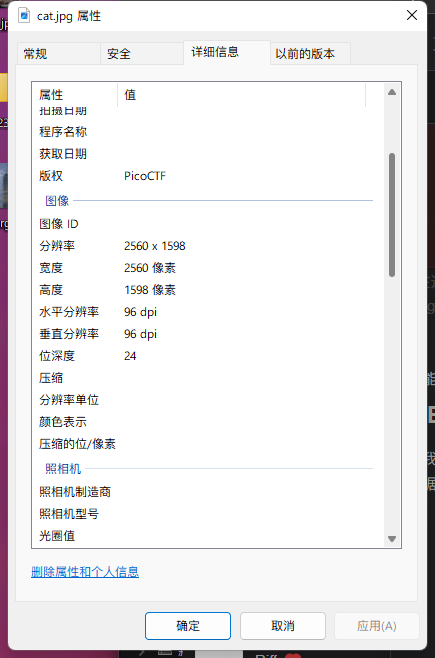 cat.jpg 属性
常规 安全 详细信息 以前的版本
属性 值
拍摄日期
程序名称
获取日期
版权 PicoCTF
图像
图像 ID
分辨率 2560 x 1598
宽度 2560 像素
高度 1598 像素
水平分辨率 96 dpi
垂直分辨率 96 dpi
位深度 24
压缩
分辨率单位
颜色表示
压缩的位/像素
照相机
照相机制造商
照相机型号
光圈值
删除属性和个人信息
确定 取消 应用(A)